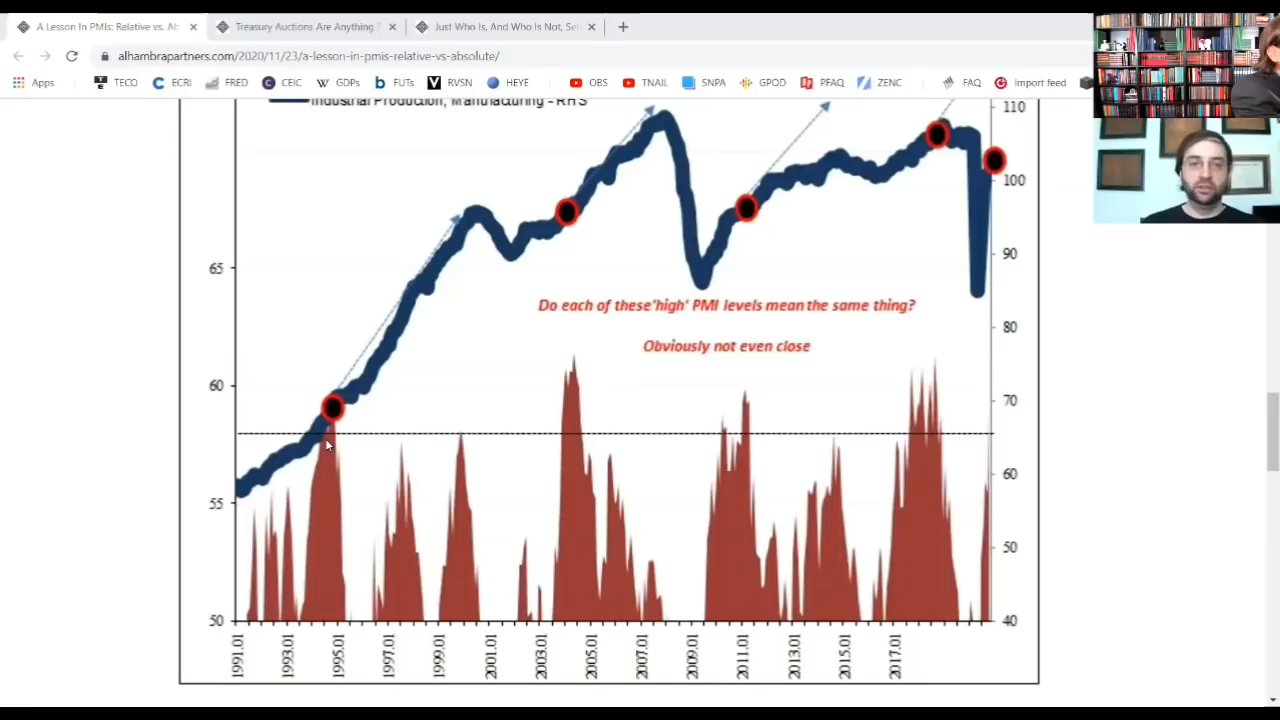 A Lesson In PMIs: Relative vs. Ab
Treasury Auctions Are Anything
Just Who Is, And Who Is Not, Se
alhambrapartners.com/2020/11/23/a-lesson-in-pmis-relative-vs-absolute/
Apps TECO ECRI FRED CEIC GDPs RVSN HEYE OBS TNAIL SNPA GPOD PFAQ ZENC FAQ Import feed
Industrial Production, Manufacturing - RHS
110
100
90
80
70
60
50
40
65
60
55
50
Do each of these 'high' PMI levels mean the same thing?
Obviously not even close
1991.01 1993.01 1995.01 1997.01 1999.01 2001.01 2003.01 2005.01 2007.01 2009.01 2011.01 2013.01 2015.01 2017.01